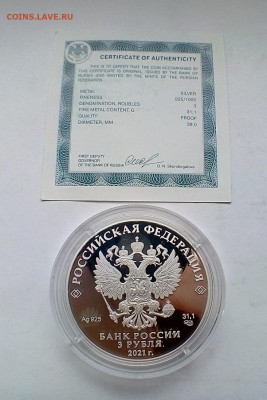 COINS.LAVE.RU
CERTIFICATE OF AUTHENTICITY
METAL SILVER
FINENESS 925/1000
DENOMINATION, ROUBLES 3
FINE METAL CONTENT, G 31,1
QUALITY PROOF
DIAMETER, MM 39,0
FIRST DEPUTY
GOVERNOR
OF THE BANK OF RUSSIA
РОССИЙСКАЯ ФЕДЕРАЦИЯ
Ag 925
31,1
БАНК РОССИИ
3 РУБЛЯ
2021 г.